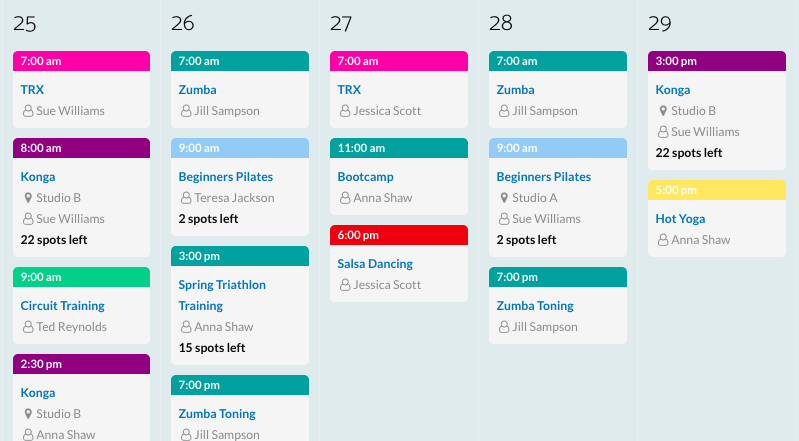 25
7:00 am
TRX
Sue Williams
8:00 am
Konga
Studio B
Sue Williams
22 spots left
9:00 am
Circuit Training
Ted Reynolds
2:30 pm
Konga
Studio B
Anna Shaw
26
7:00 am
Zumba
Jill Sampson
9:00 am
Beginners Pilates
Teresa Jackson
2 spots left
3:00 pm
Spring Triathlon
Training
Anna Shaw
15 spots left
7:00 pm
Zumba Toning
Jill Sampson
27
7:00 am
TRX
Jessica Scott
11:00 am
Bootcamp
Anna Shaw
6:00 pm
Salsa Dancing
Jessica Scott
28
7:00 am
Zumba
Jill Sampson
9:00 am
Beginners Pilates
Studio A
Sue Williams
2 spots left
7:00 pm
Zumba Toning
Jill Sampson
29
3:00 pm
Konga
Studio B
Sue Williams
22 spots left
5:00 pm
Hot Yoga
Anna Shaw